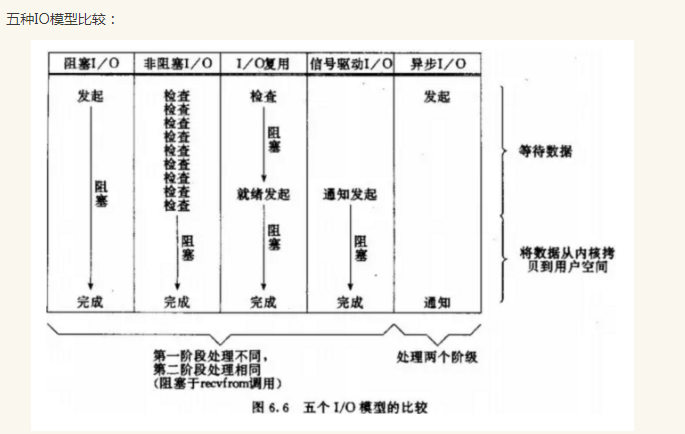 五种IO模型比较：
阻塞I／O 非阻塞I／O I／O复用 信号驱动I／O 异步I／O
发起 检查 检查 发起
检查
检查
检查
检查
检查
检查
检查
检查
阻塞
阻塞
等待数据
就绪发起 通知发起
阻塞
阻塞
阻塞
将数据从内核拷
贝到用户空间
完成 完成 完成 完成 通知
第一阶段处理不同，
第二阶段处理相同
（阻塞于recvfrom调用）
处理两个阶级
图 6.6 五个 I/O 模型的比较